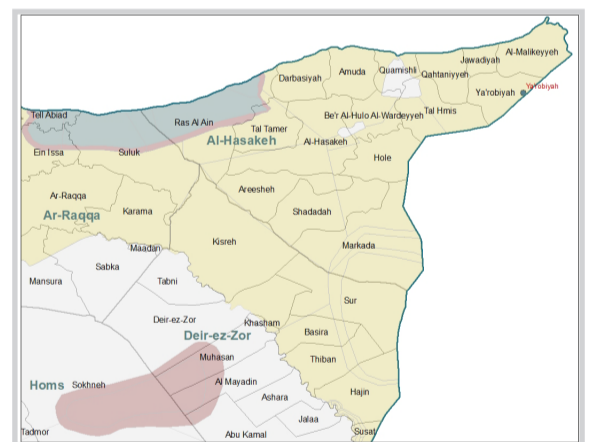 Al-Malikeyyeh
Jawadiyah
Quamishli
Amuda
Qahtaniyyeh
Darbasiyah
Ya'robiyah
Ya'robiyah
Tell Abiad
Ras Al Ain
Be'r Al-Hulo Al-Wardeyyeh
Tal Hmis
Tal Tamer
Al-Hasakeh
Al-Hasakeh
Ein Issa
Suluk
Hole
Areesheh
Ar-Raqqa
Karama
Shadadah
Ar-Raqqa
Kisreh
Markada
Maadan
Sabka
Mansura
Tabni
Sur
Deir-ez-Zor
Khasham
Deir-ez-Zor
Basira
Muhasan
Thiban
Homs
Sokhneh
Al Mayadin
Hajin
Ashara
Jalaa
Tadmor
Abu Kamal
Susat